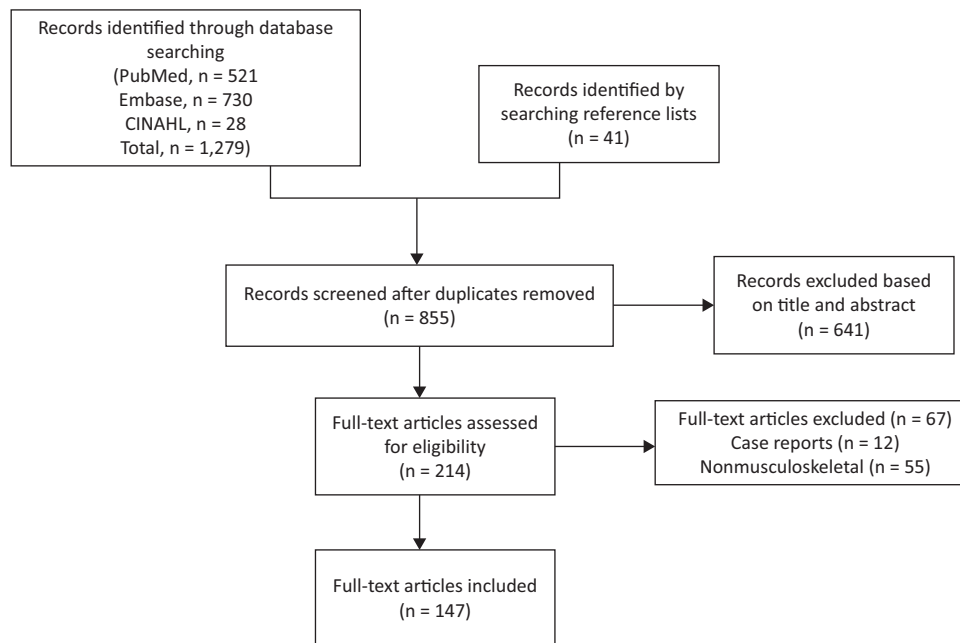 Records identified through database
searching
(PubMed, n = 521
Embase, n = 730
CINAHL, n = 28
Total, n = 1,279)
Records identified by
searching reference lists
(n = 41)
Records screened after duplicates removed
(n = 855)
Records excluded based
on title and abstract
(n = 641)
Full-text articles assessed
for eligibility
(n = 214)
Full-text articles excluded (n = 67)
Case reports (n = 12)
Nonmusculoskeletal (n = 55)
Full-text articles included
(n = 147)